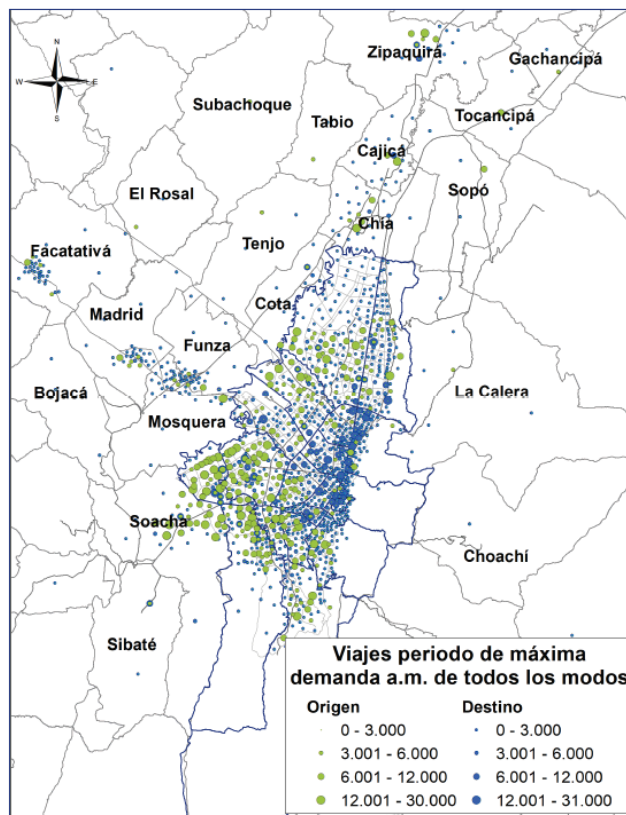 N
W E
S
Zipaquirá
Gachancipá
Subachoque
Tabio
Tocancipá
Cajicá
El Rosal
Sopó
Chía
Tenjo
Facatativá
Cota
Madrid
Funza
Bojacá
La Calera
Mosquera
Soacha
Choachí
Sibaté
Viajes periodo de máxima
demanda a.m. de todos los modos
Origen Destino
0 - 3.000 0 - 3.000
3.001 - 6.000 3.001 - 6.000
6.001 - 12.000 6.001 - 12.000
12.001 - 30.000 12.001 - 31.000